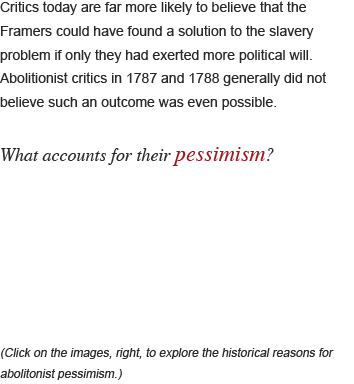 Critics today are far more likely to believe that the
Framers could have found a solution to the slavery
problem if only they had exerted more political will.
Abolitionist critics in 1787 and 1788 generally did not
believe such an outcome was even possible.
What accounts for their pessimism?
(Click on the images, right, to explore the historical reasons for
abolitonist pessimism.)